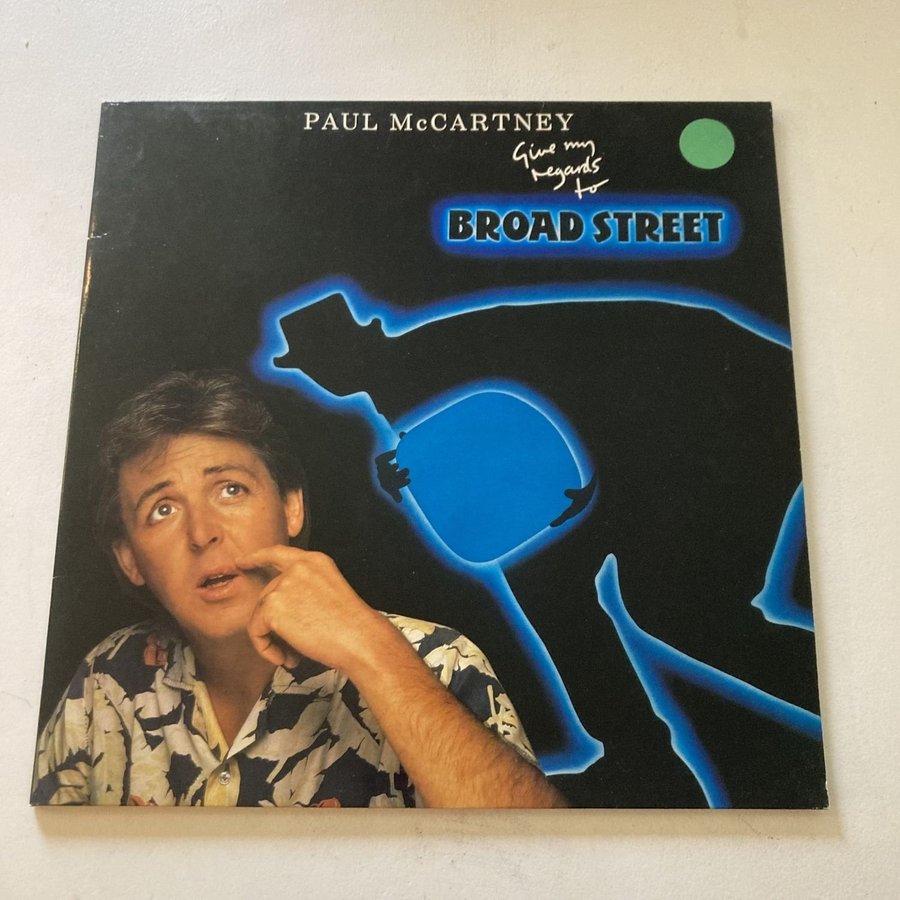 PAUL McCARTNEY
Give my
regards
to
BROAD STREET